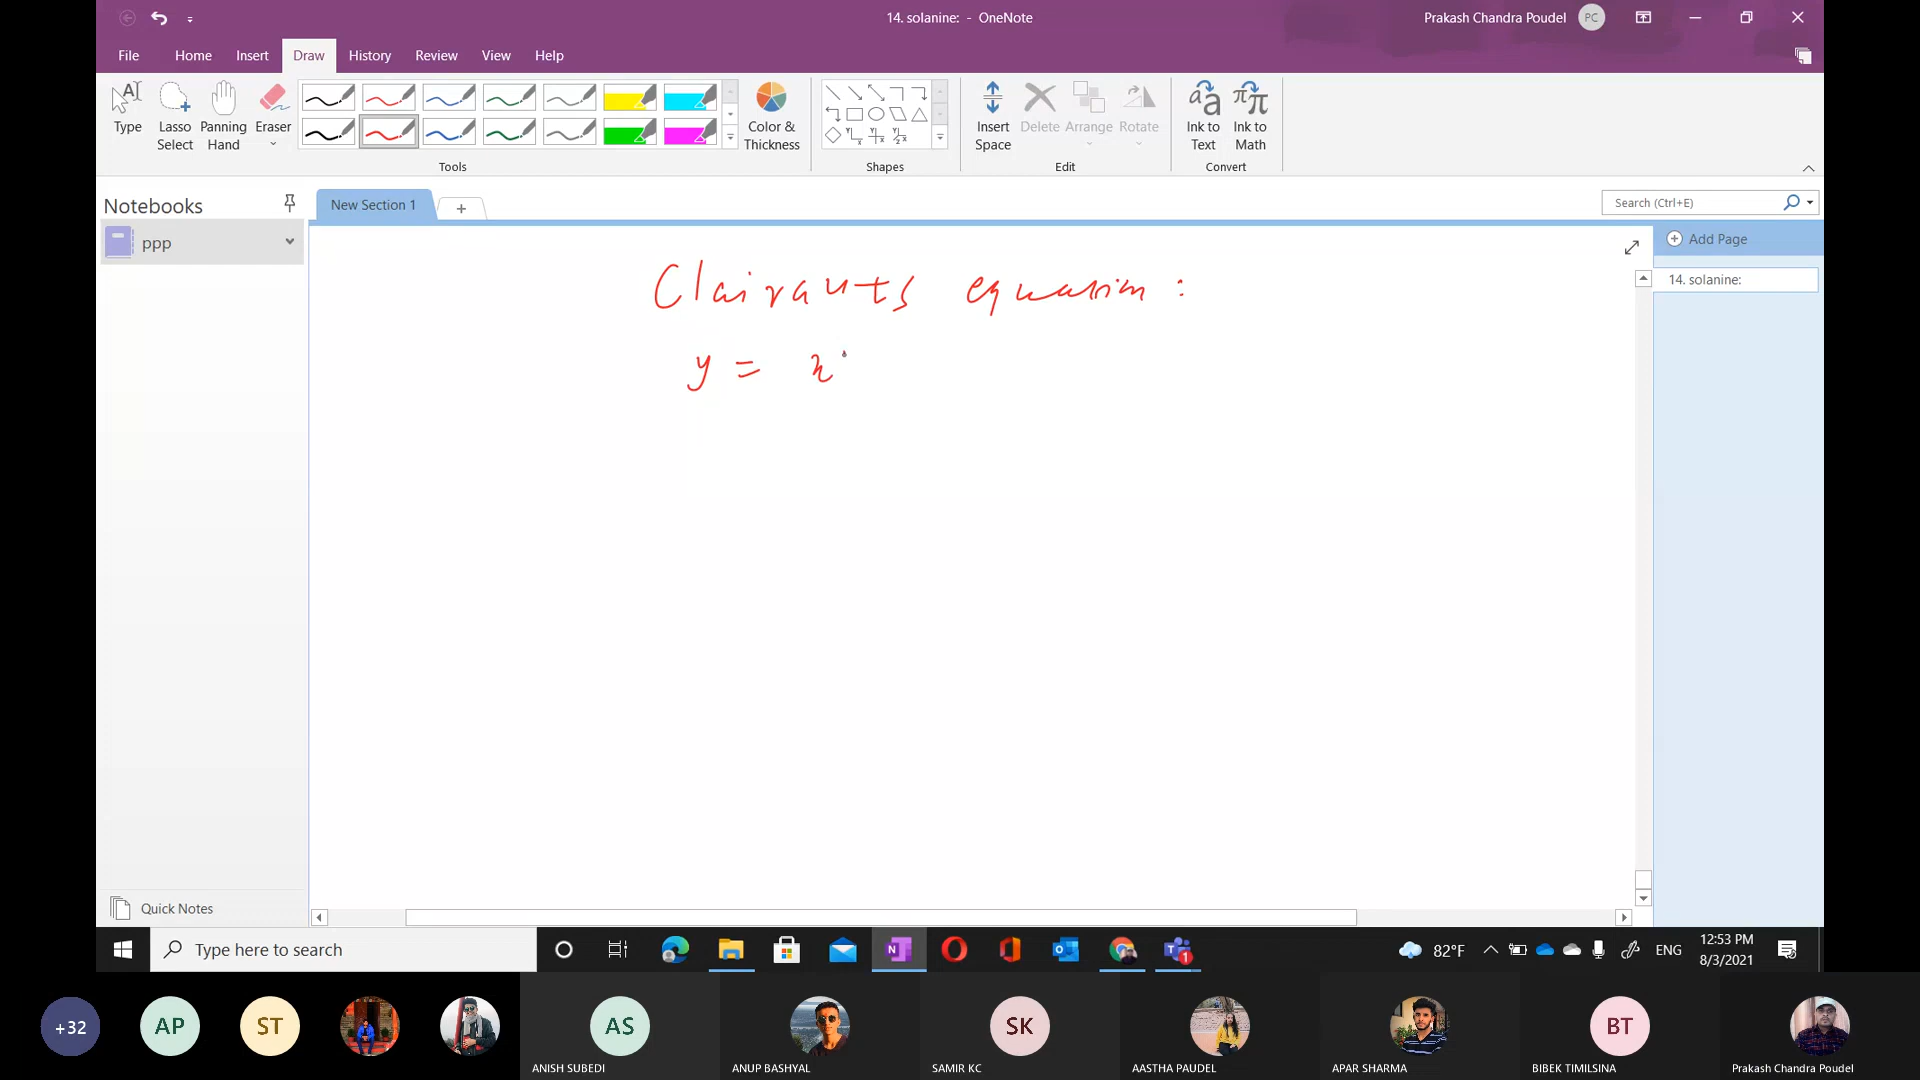 14. solanine: - OneNote
Prakash Chandra Poudel
PC
File
Home
Insert
Draw
History
Review
View
Help
Type
Lasso
Select
Panning
Hand
Eraser
Color &
Thickness
Insert
Space
Delete
Arrange
Rotate
Ink to
Text
Ink to
Math
Tools
Shapes
Edit
Convert
Notebooks
ppp
New Section 1
Search (Ctrl+E)
Add Page
14. solanine:
Clairauts equation :
y = x
Quick Notes
Type here to search
1
82°F
ENG
12:53 PM
8/3/2021
+32
AP
ST
AS
SK
BT
ANISH SUBEDI
ANUP BASHYAL
SAMIR KC
AASTHA PAUDEL
APAR SHARMA
BIBEK TIMILSINA
Prakash Chandra Poudel